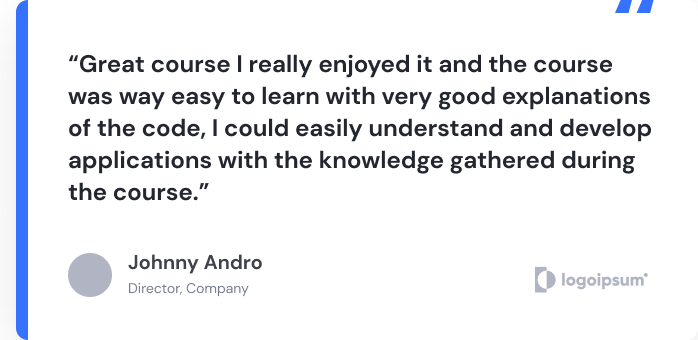 “Great course I really enjoyed it and the course
was way easy to learn with very good explanations
of the code, I could easily understand and develop
applications with the knowledge gathered during
the course.”
Johnny Andro
Director, Company
logoipsum